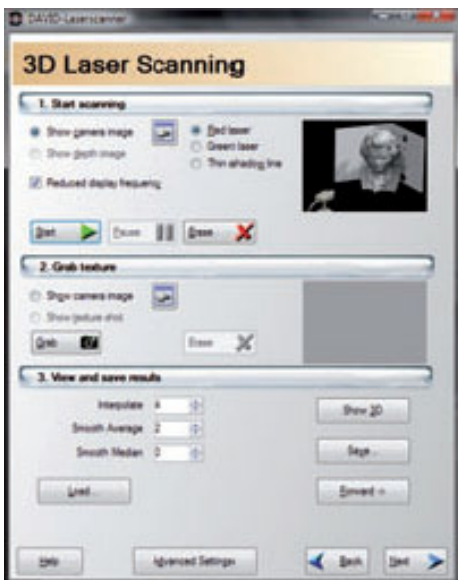 DAVID-Laserscanner
3D Laser Scanning
1. Start scanning
Show camera image
Red laser
Show depth image
Green laser
Thin shadow line
Reduced display frequency
Start
Pause
Erase
2. Grab texture
Show camera image
Show texture shot
Grab
Erase
3. View and save results
Interpolate 4
Show 3D
Smooth Average 2
Smooth Median 0
Save...
Load...
Forward ->
Help
Advanced Settings
Back
Next